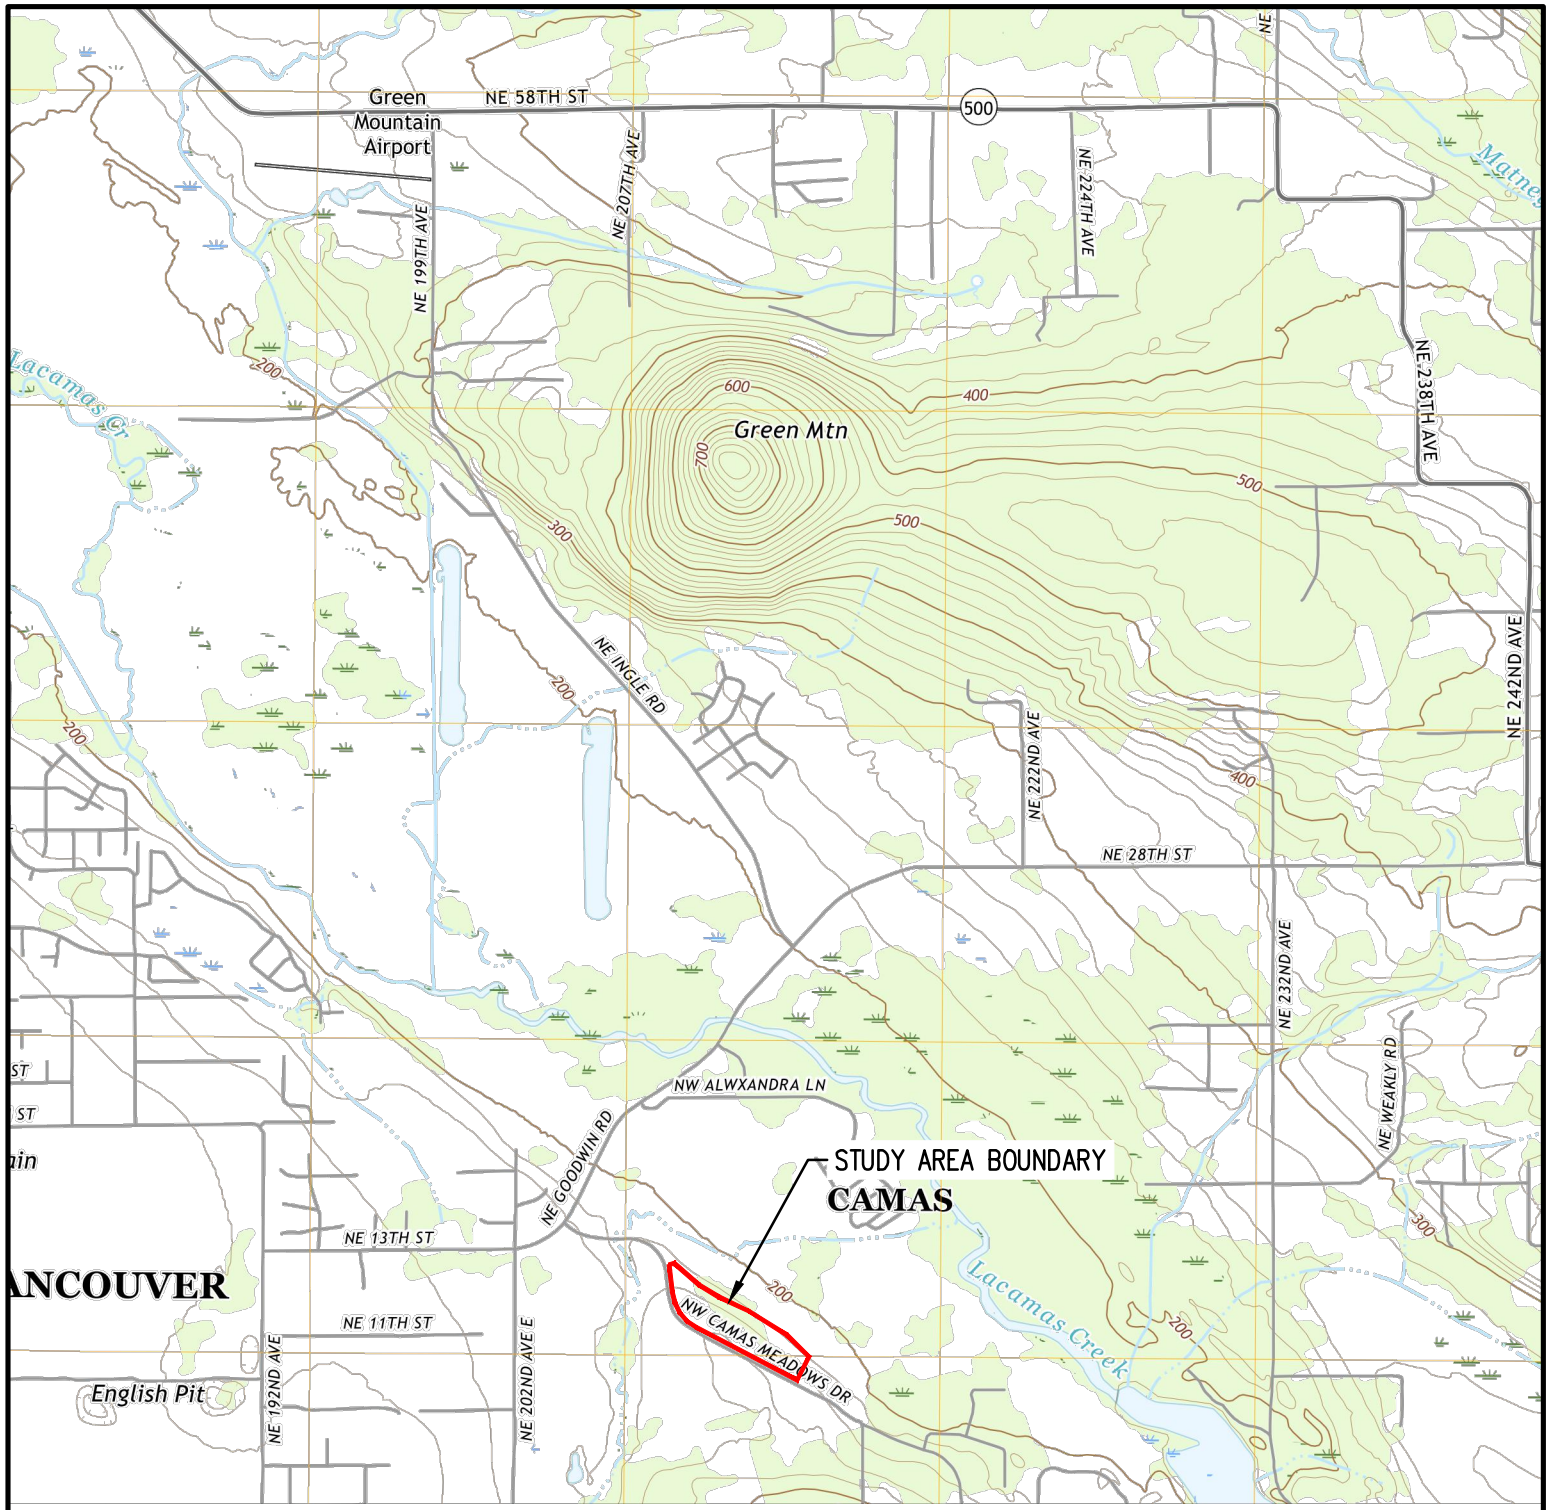 NE
Green
Mountain
Airport
NE 58TH ST
500
NE 207TH AVE
NE 224TH AVE
NE 199TH AVE
Lacamas Cr
200
600
400
Green Mtn
700
NE 238TH AVE
500
500
300
NE INGLE RD
200
200
NE 222ND AVE
NE 242ND AVE
400
NE 28TH ST
NE 232ND AVE
NE WEAKLY RD
ST
ST
ain
NW ALWXANDRA LN
NE GOODWIN RD
STUDY AREA BOUNDARY
CAMAS
NE 13TH ST
300
ANCOUVER
200
NW CAMAS MEADOWS DR
Lacamas Creek
200
NE 11TH ST
NE 192ND AVE
NE 202ND AVE E
English Pit